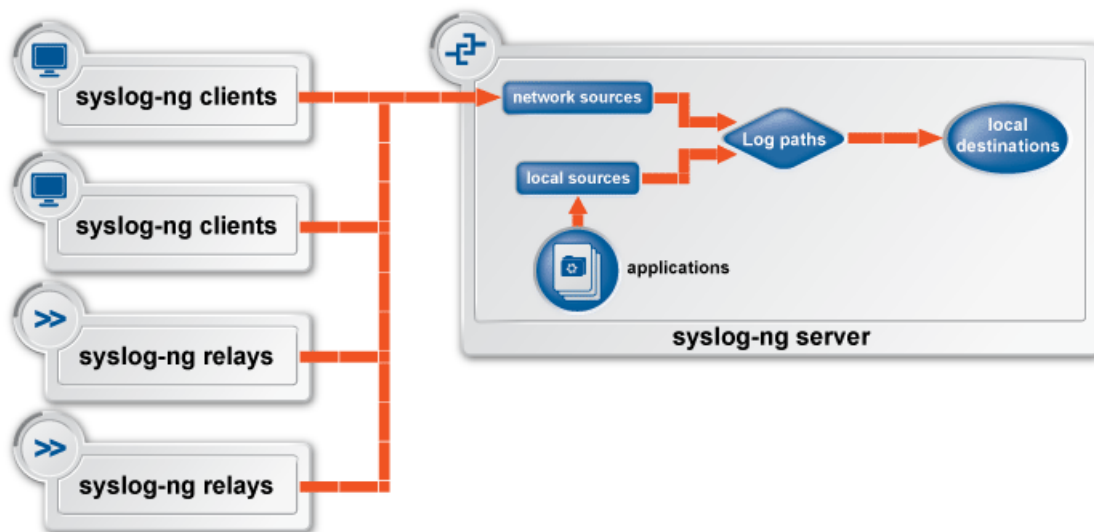 syslog-ng clients
syslog-ng clients
>>
syslog-ng relays
>>
syslog-ng relays
network sources
local sources
applications
Log paths
local
destinations
syslog-ng server